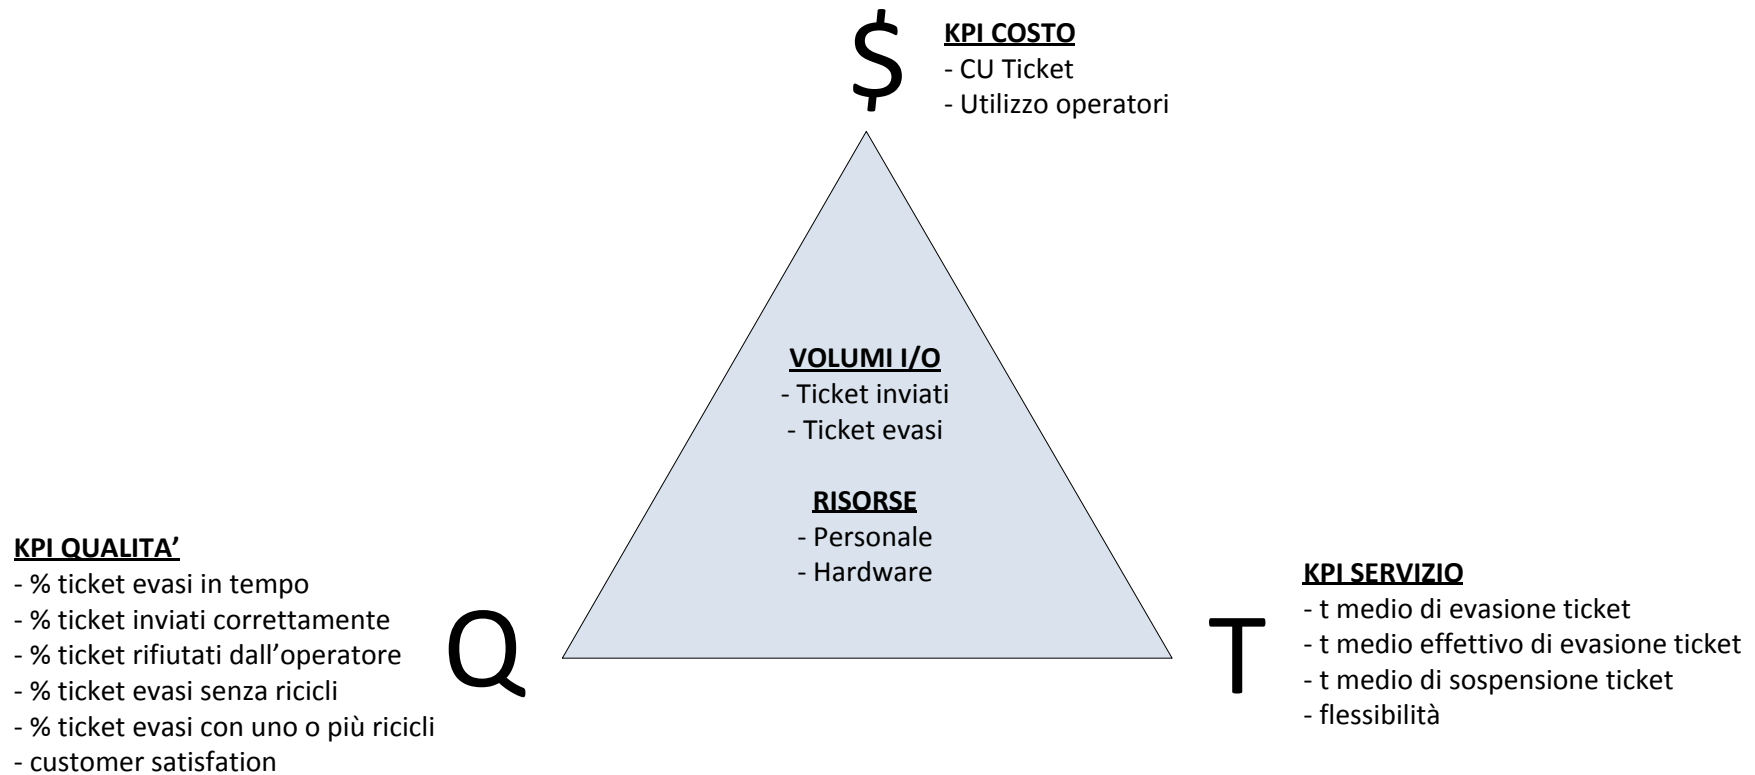 $
KPI COSTO
- CU Ticket
- Utilizzo operatori
VOLUMI I/O
- Ticket inviati
- Ticket evasi
RISORSE
- Personale
- Hardware
KPI QUALITA’
- % ticket evasi in tempo
- % ticket inviati correttamente
- % ticket rifiutati dall’operatore
- % ticket evasi senza ricicli
- % ticket evasi con uno o più ricicli
- customer satisfation
Q
T
KPI SERVIZIO
- t medio di evasione ticket
- t medio effettivo di evasione ticket
- t medio di sospensione ticket
- flessibilità